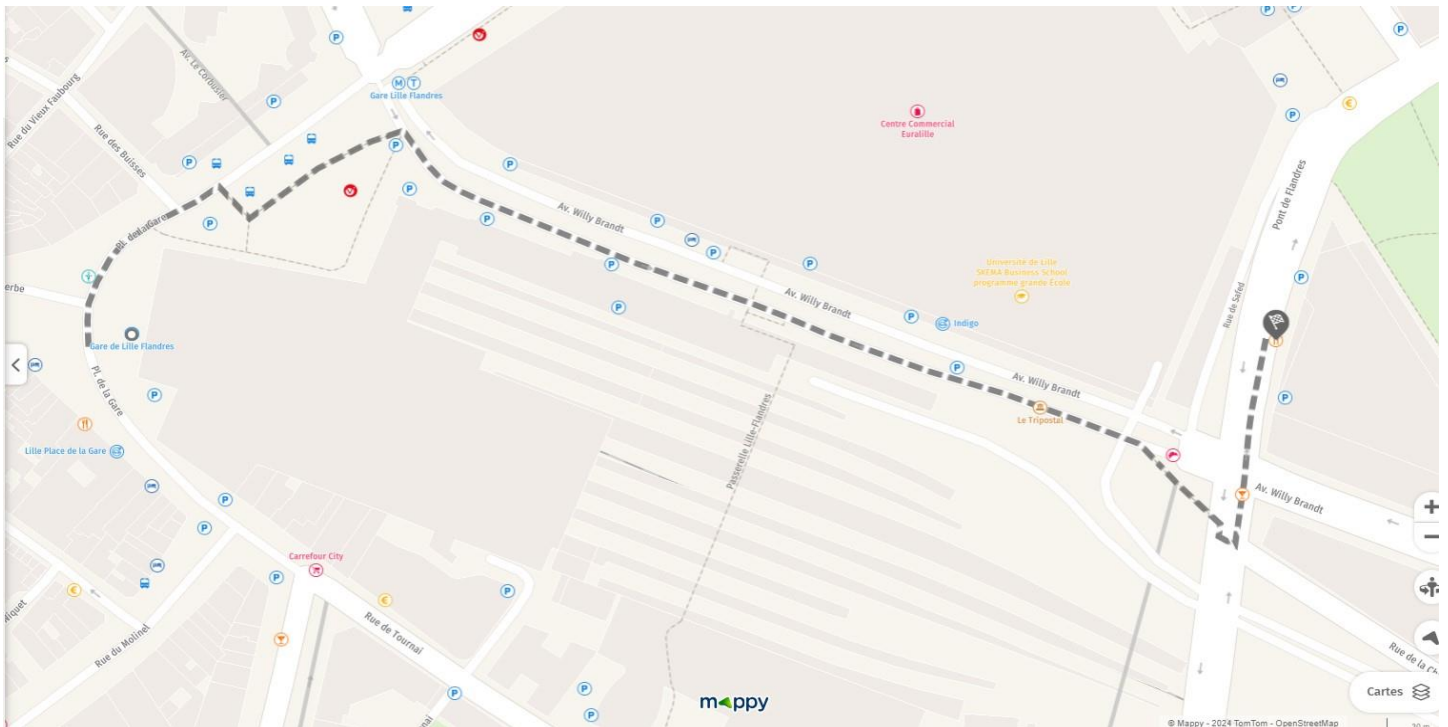 Av. Le Corbusier
Rue du Vieux Faubourg
Rue des Buisses
M
T
Gare Lille Flandres
Centre Commercial
Euralille
Pont de Flandres
Pl. de la Gare
Av. Willy Brandt
Université de Lille
SKEMA Business School
programme grande Ecole
Rue de Safed
erbe
Gare de Lille Flandres
Av. Willy Brandt
Indigo
Pl. de la Gare
Av. Willy Brandt
Le Tripostal
Lille Place de la Gare
Passerelle Lille-Flandres
Av. Willy Brandt
Carrefour City
Rue de Tournai
Rue du Molinel
Rue de la Ch
mappy
Cartes
© Mappy - 2024 TomTom - OpenStreetMap